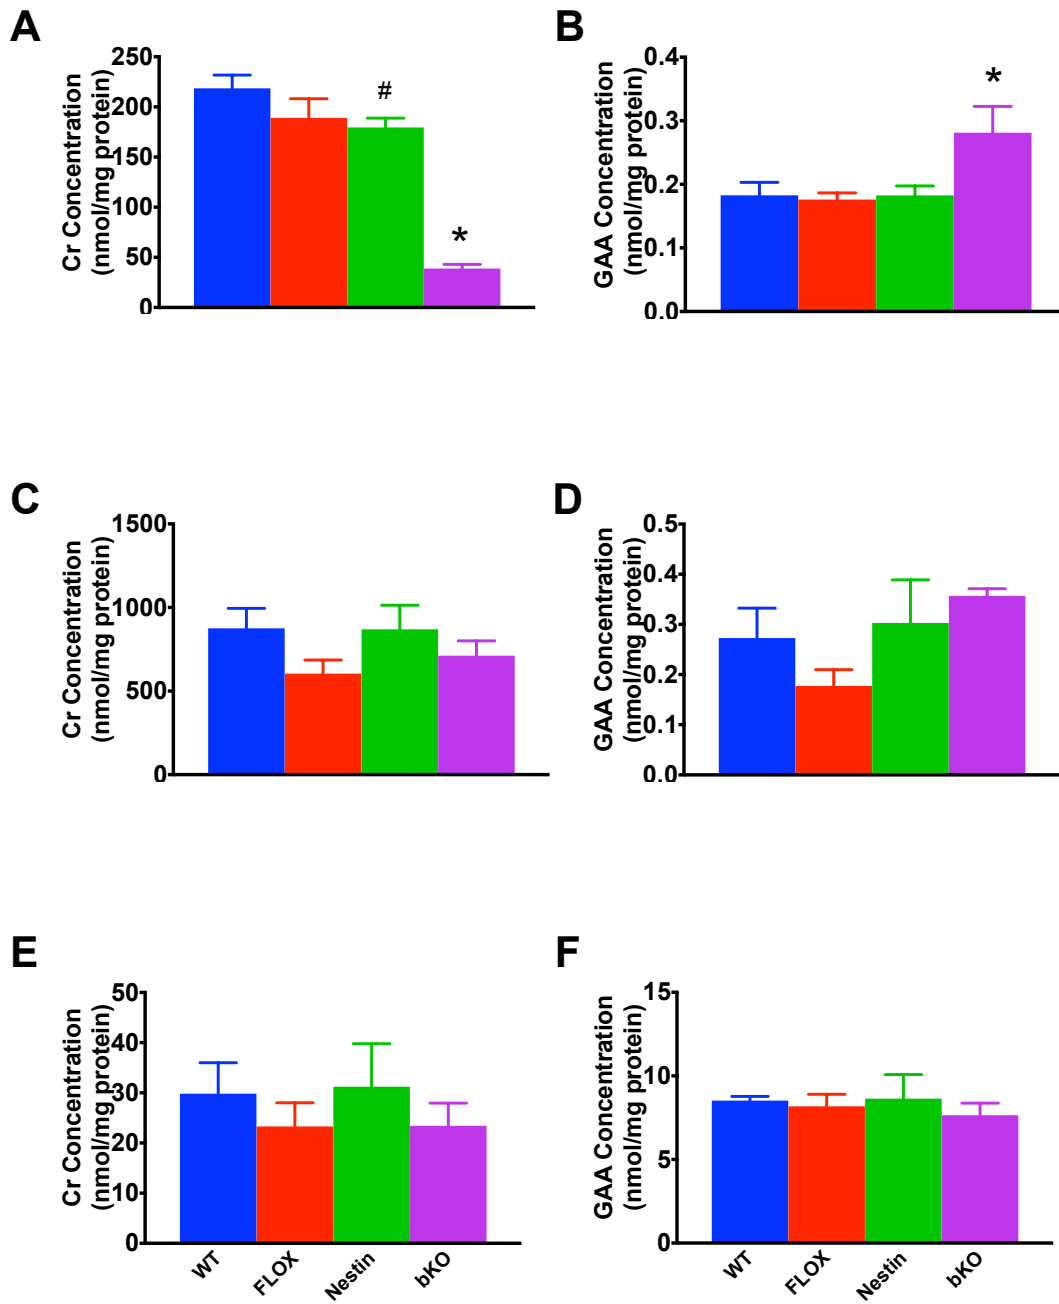 A
Cr Concentration
(nmol/mg protein)
250
200
150
100
50
0
#
*
B
GAA Concentration
(nmol/mg protein)
0.4
0.3
0.2
0.1
0.0
*
C
Cr Concentration
(nmol/mg protein)
1500
1000
500
0
D
GAA Concentration
(nmol/mg protein)
0.5
0.4
0.3
0.2
0.1
0.0
E
Cr Concentration
(nmol/mg protein)
50
40
30
20
10
0
WT
FLOX
Nestin
bKO
F
GAA Concentration
(nmol/mg protein)
15
10
5
0
WT
FLOX
Nestin
bKO